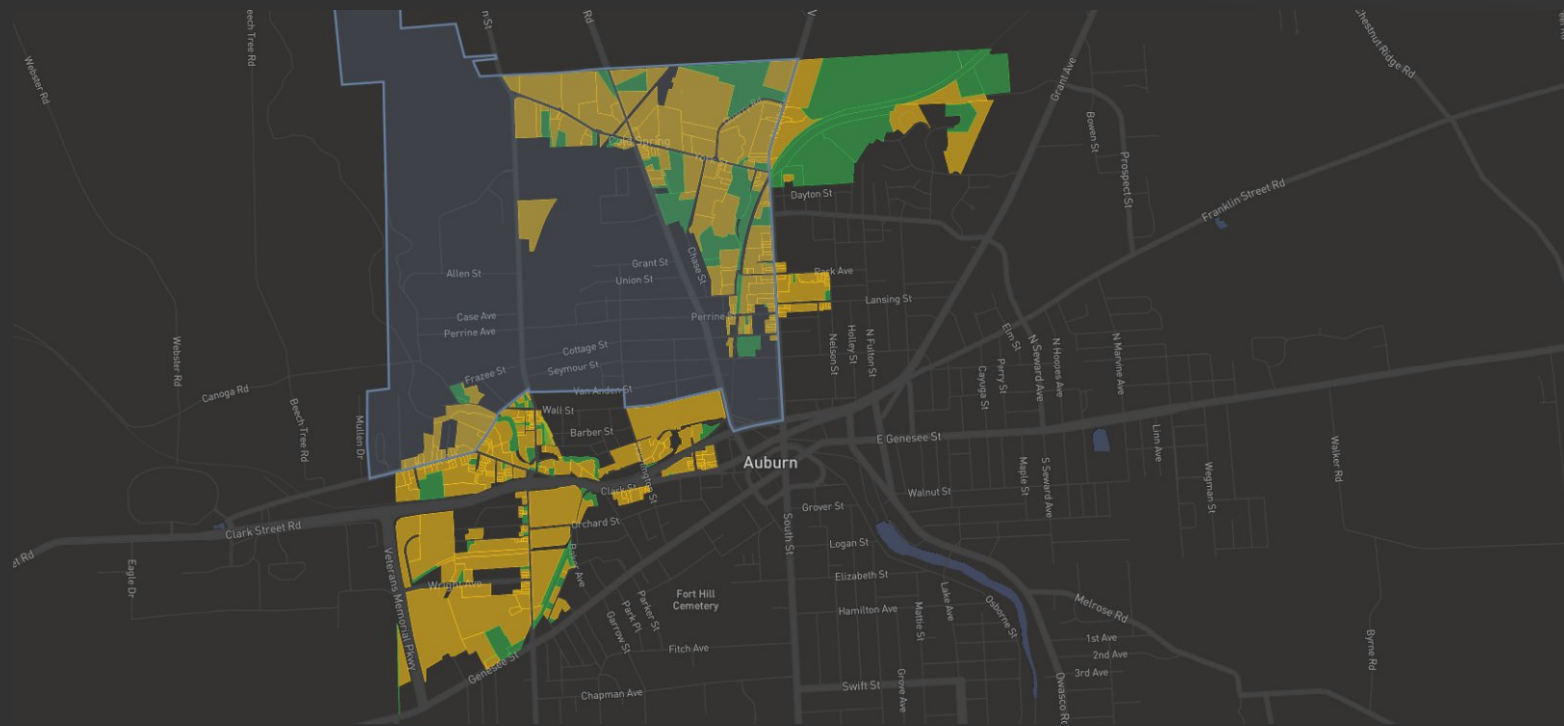 Webster Rd
Beech Tree Rd
n St
Rd
Chestnut Ridge Rd
Grant Ave
Bowen St
Prospect St
Franklin Street Rd
York St
Dayton St
Allen St
Grant St
Union St
Chase St
Park Ave
Lansing St
Case Ave
Perrine Ave
Perrine
Cottage St
Seymour St
Frazee St
Van Anden St
Nelson St
Holley St
N Fulton St
Elm St
Perry St
Cayuga St
N Seward Ave
N Hoopes Ave
N Marvine Ave
Webster Rd
Canoga Rd
Beech Tree Rd
Mullen Dr
Wall St
Barber St
E Genesee St
Auburn
Linn Ave
Walker Rd
Wegman St
Maple St
S Seward Ave
Walnut St
Clark St
Grover St
Orchard St
Clark Street Rd
et Rd
South St
Logan St
Elizabeth St
Eagle Dr
Veterans Memorial Pkwy
Wright Ave
Fort Hill
Cemetery
Parker St
Park Pl
Garrow St
Hamilton Ave
Mattie St
Lake Ave
Osborne St
Melrose Rd
1st Ave
2nd Ave
3rd Ave
Byrne Rd
Fitch Ave
Genesee St
Chapman Ave
Swift St
Grove Ave
Owasco Rd